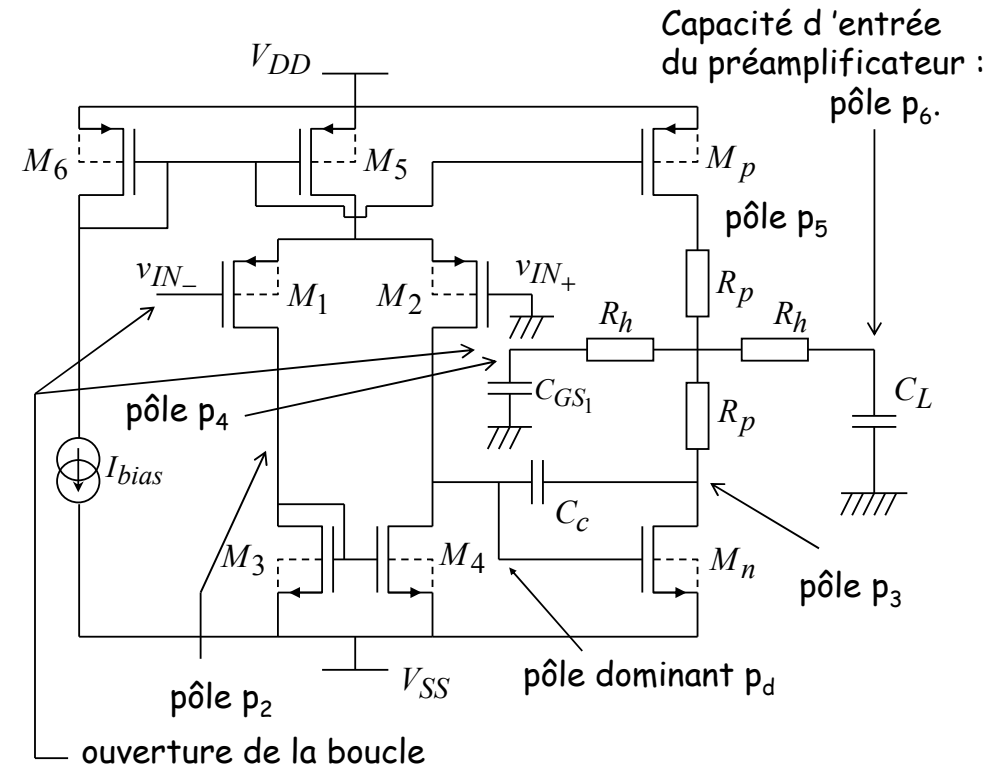 Capacité d 'entrée
du préamplificateur :
pôle p6.
VDD
M6
M5
Mp
pôle p5
vIN−
M1
M2
vIN+
Rp
Rh
Rh
CGS1
CL
pôle p4
Rp
Ibias
Cc
M3
M4
Mn
pôle p3
pôle p2
VSS
pôle dominant pd
ouverture de la boucle